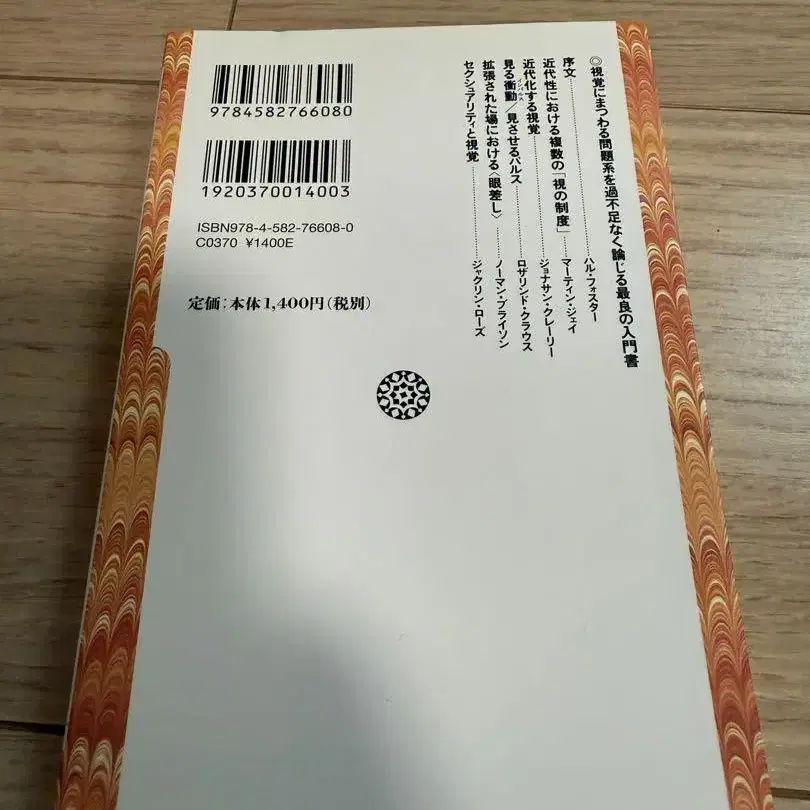 ◎視覚にまつわる問題系を過不足なく論じる最良の入門書
序文………ハル・フォスター
近代性における複数の「視の制度」………マーティン・ジェイ
近代化する視覚………ジョナサン・クレーリー
見る衝動／見させるパルス………ロザリンド・クラウス
インパルス
拡張された場における〈眼差し〉………ノーマン・ブライソン
セクシュアリティと視覚………ジャクリン・ローズ
9784582766080
1920370014003
ISBN978-4-582-76608-0
C0370 ¥1400E
定価:本体1,400円(税別)